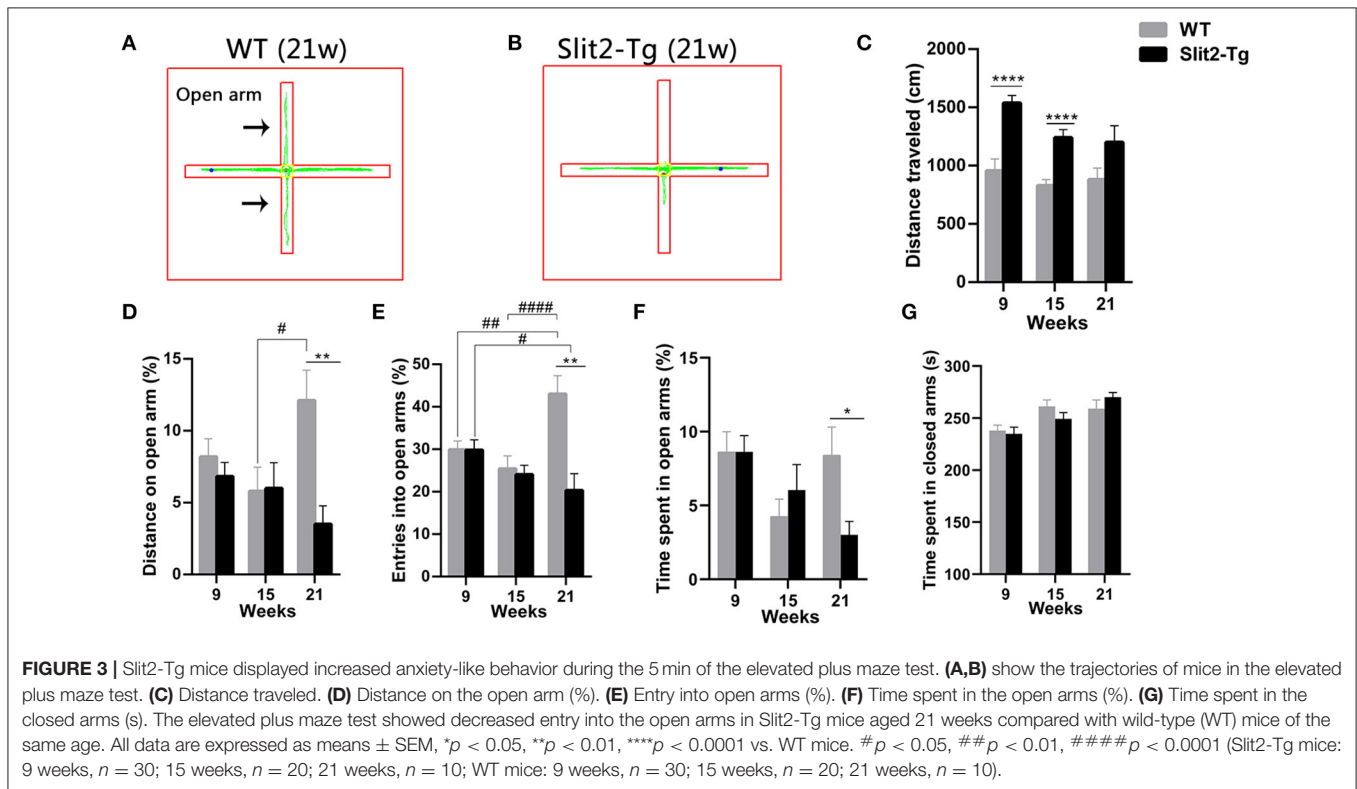 A
WT (21w)
Open arm
B
Slit2-Tg (21w)
C
WT
Slit2-Tg
Distance traveled (cm)
2000
1500
1000
500
0
****
****
9
15
21
Weeks
D
Distance on open arm (%)
15
10
5
0
#
**
9
15
21
Weeks
E
Entries into open arms (%)
50
40
30
20
10
0
####
##
#
**
9
15
21
Weeks
F
Time spent in open arms (%)
15
10
5
0
*
9
15
21
Weeks
G
Time spent in closed arms (s)
300
250
200
150
100
9
15
21
Weeks
FIGURE 3 | Slit2-Tg mice displayed increased anxiety-like behavior during the 5 min of the elevated plus maze test. (A,B) show the trajectories of mice in the elevated
plus maze test. (C) Distance traveled. (D) Distance on the open arm (%). (E) Entry into open arms (%). (F) Time spent in the open arms (%). (G) Time spent in the
closed arms (s). The elevated plus maze test showed decreased entry into the open arms in Slit2-Tg mice aged 21 weeks compared with wild-type (WT) mice of the
same age. All data are expressed as means ± SEM, *p < 0.05, **p < 0.01, ****p < 0.0001 vs. WT mice. #p < 0.05, ##p < 0.01, ####p < 0.0001 (Slit2-Tg mice:
9 weeks, n = 30; 15 weeks, n = 20; 21 weeks, n = 10; WT mice: 9 weeks, n = 30; 15 weeks, n = 20; 21 weeks, n = 10).